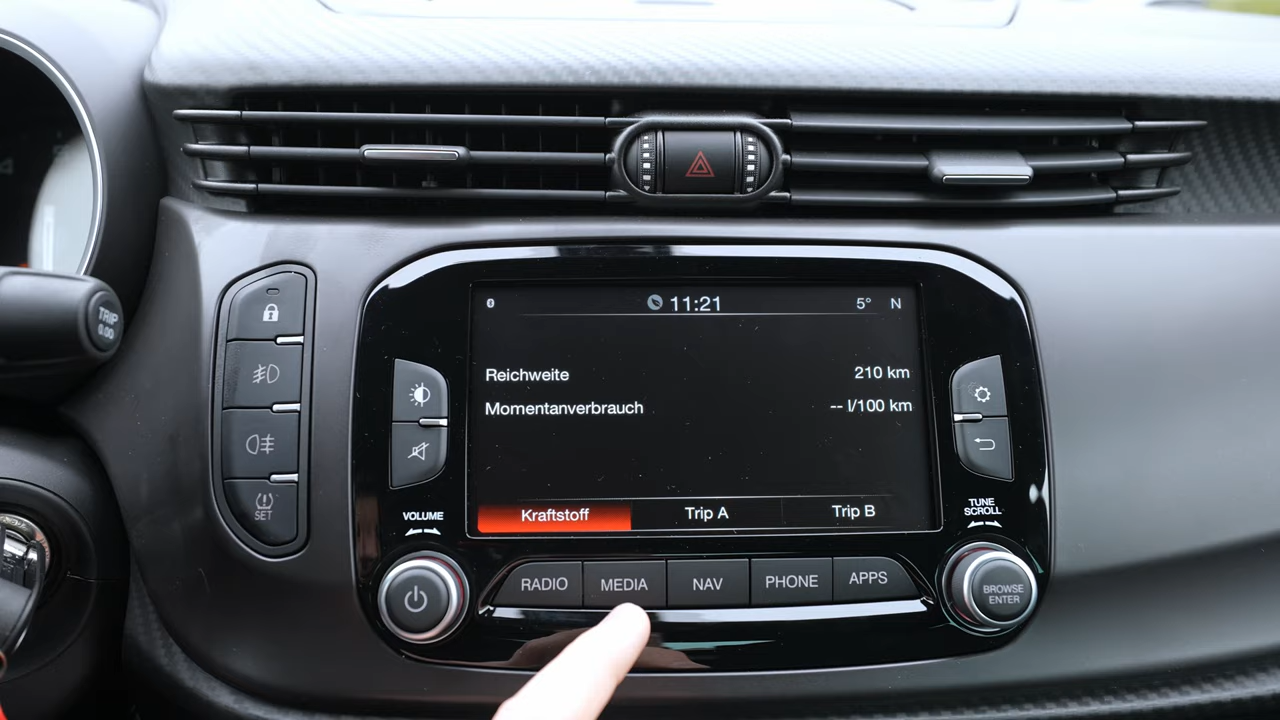 11:21
5° N
Reichweite 210 km
Momentanverbrauch -- l/100 km
Kraftstoff Trip A Trip B
TRIP
0.00
SET
VOLUME
TUNE
SCROLL
RADIO MEDIA NAV PHONE APPS
BROWSE
ENTER